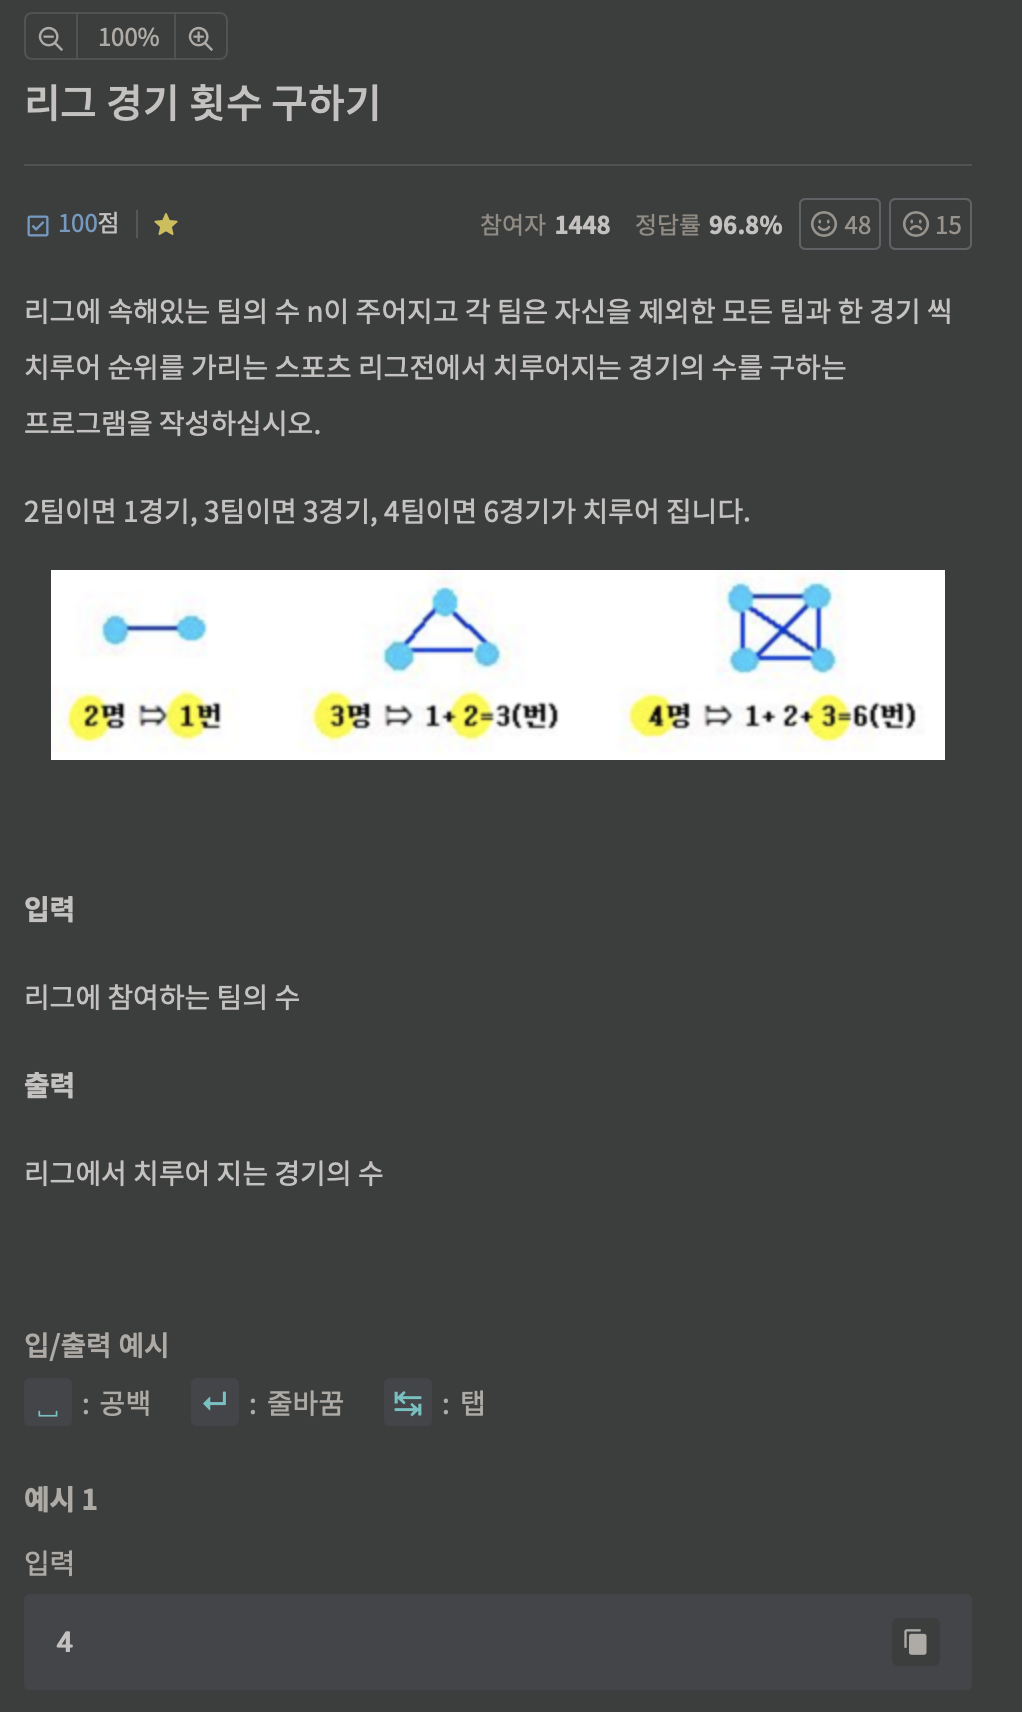 100%
리그 경기 횟수 구하기
100점
참여자 1448 정답률 96.8% 48 15
리그에 속해있는 팀의 수 n이 주어지고 각 팀은 자신을 제외한 모든 팀과 한 경기 씩
치루어 순위를 가리는 스포츠 리그전에서 치루어지는 경기의 수를 구하는
프로그램을 작성하십시오.
2팀이면 1경기, 3팀이면 3경기, 4팀이면 6경기가 치루어 집니다.
2명 ⇨ 1번 3명 ⇨ 1+ 2=3(번) 4명 ⇨ 1+ 2+ 3=6(번)
입력
리그에 참여하는 팀의 수
출력
리그에서 치루어 지는 경기의 수
입/출력 예시
: 공백 : 줄바꿈 : 탭
예시 1
입력
4